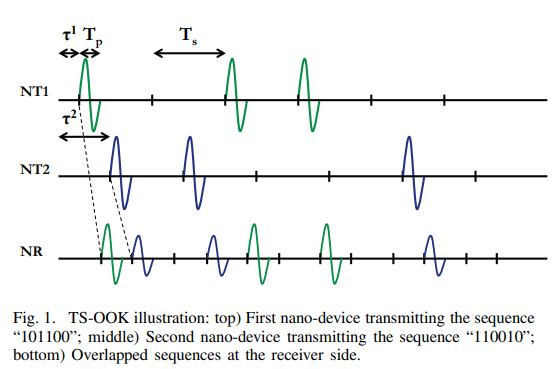 τ¹ Tₚ
Tₛ
NT1
τ²
NT2
NR
Fig. 1. TS-OOK illustration: top) First nano-device transmitting the sequence
“101100”; middle) Second nano-device transmitting the sequence “110010”;
bottom) Overlapped sequences at the receiver side.